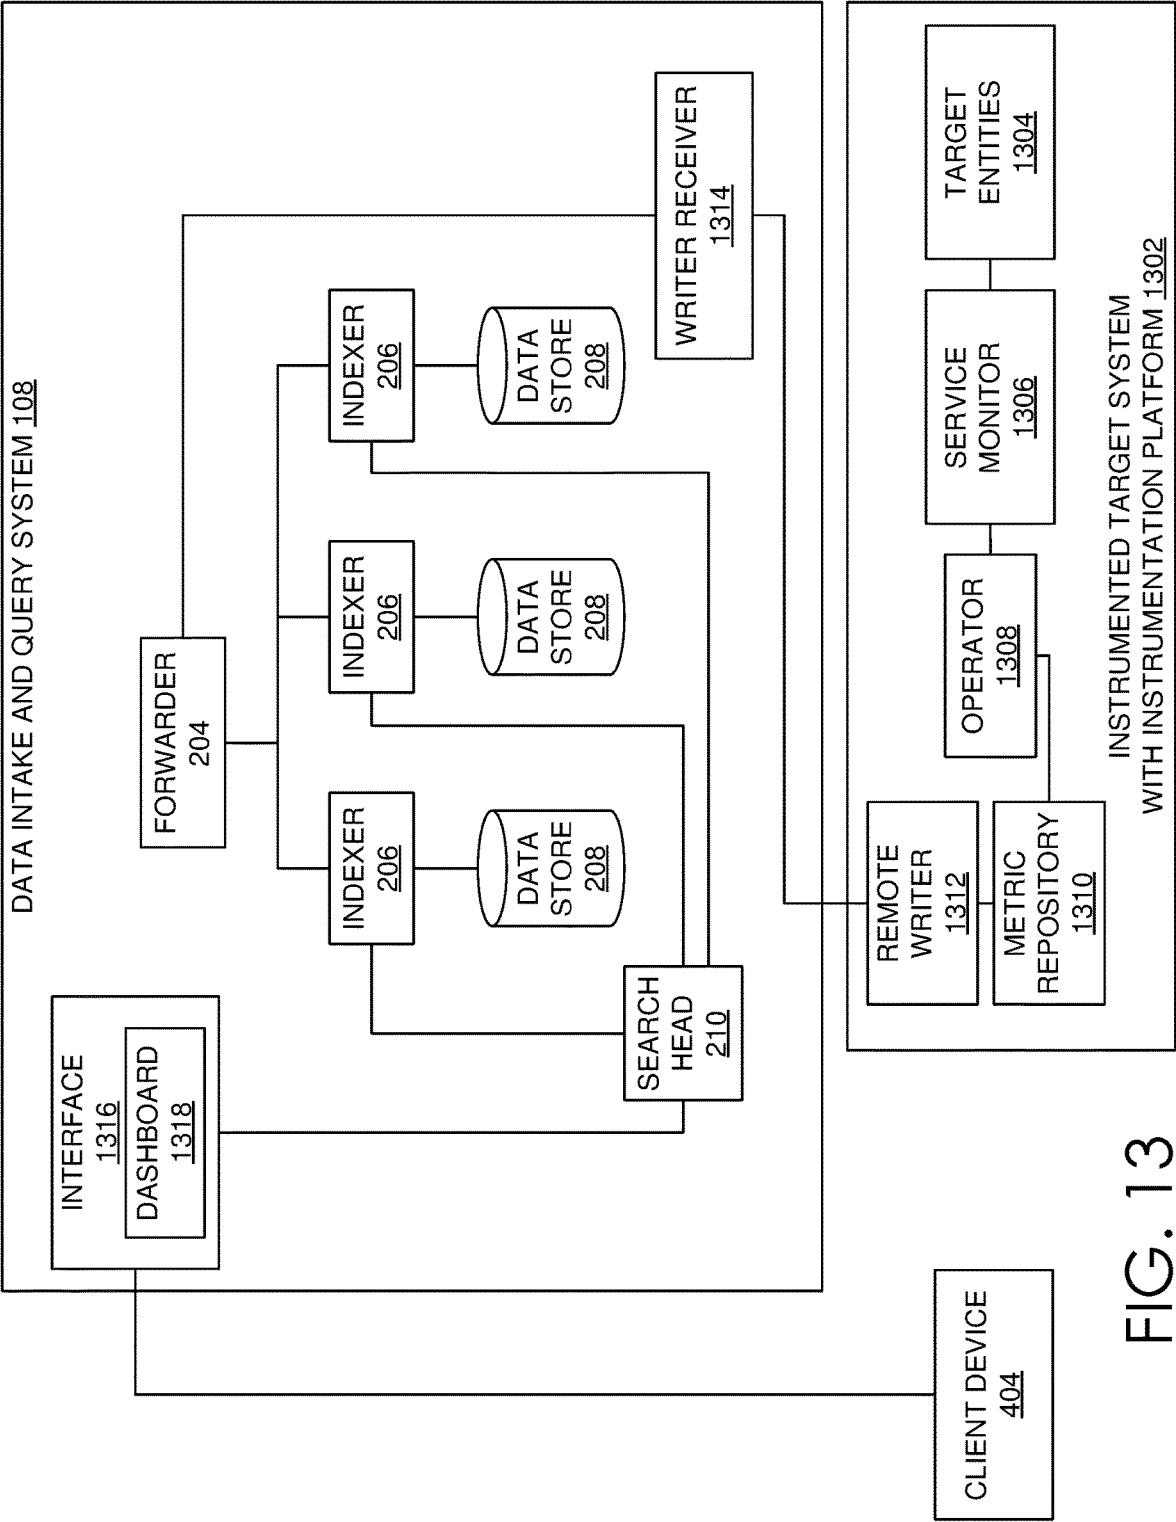 DATA INTAKE AND QUERY SYSTEM 108
INTERFACE
1316
DASHBOARD
1318
FORWARDER
204
INDEXER
206
INDEXER
206
INDEXER
206
DATA
STORE
208
DATA
STORE
208
DATA
STORE
208
SEARCH
HEAD
210
WRITER RECEIVER
1314
CLIENT DEVICE
404
REMOTE
WRITER
1312
METRIC
REPOSITORY
1310
OPERATOR
1308
SERVICE
MONITOR
1306
TARGET
ENTITIES
1304
INSTRUMENTED TARGET SYSTEM
WITH INSTRUMENTATION PLATFORM 1302
FIG. 13